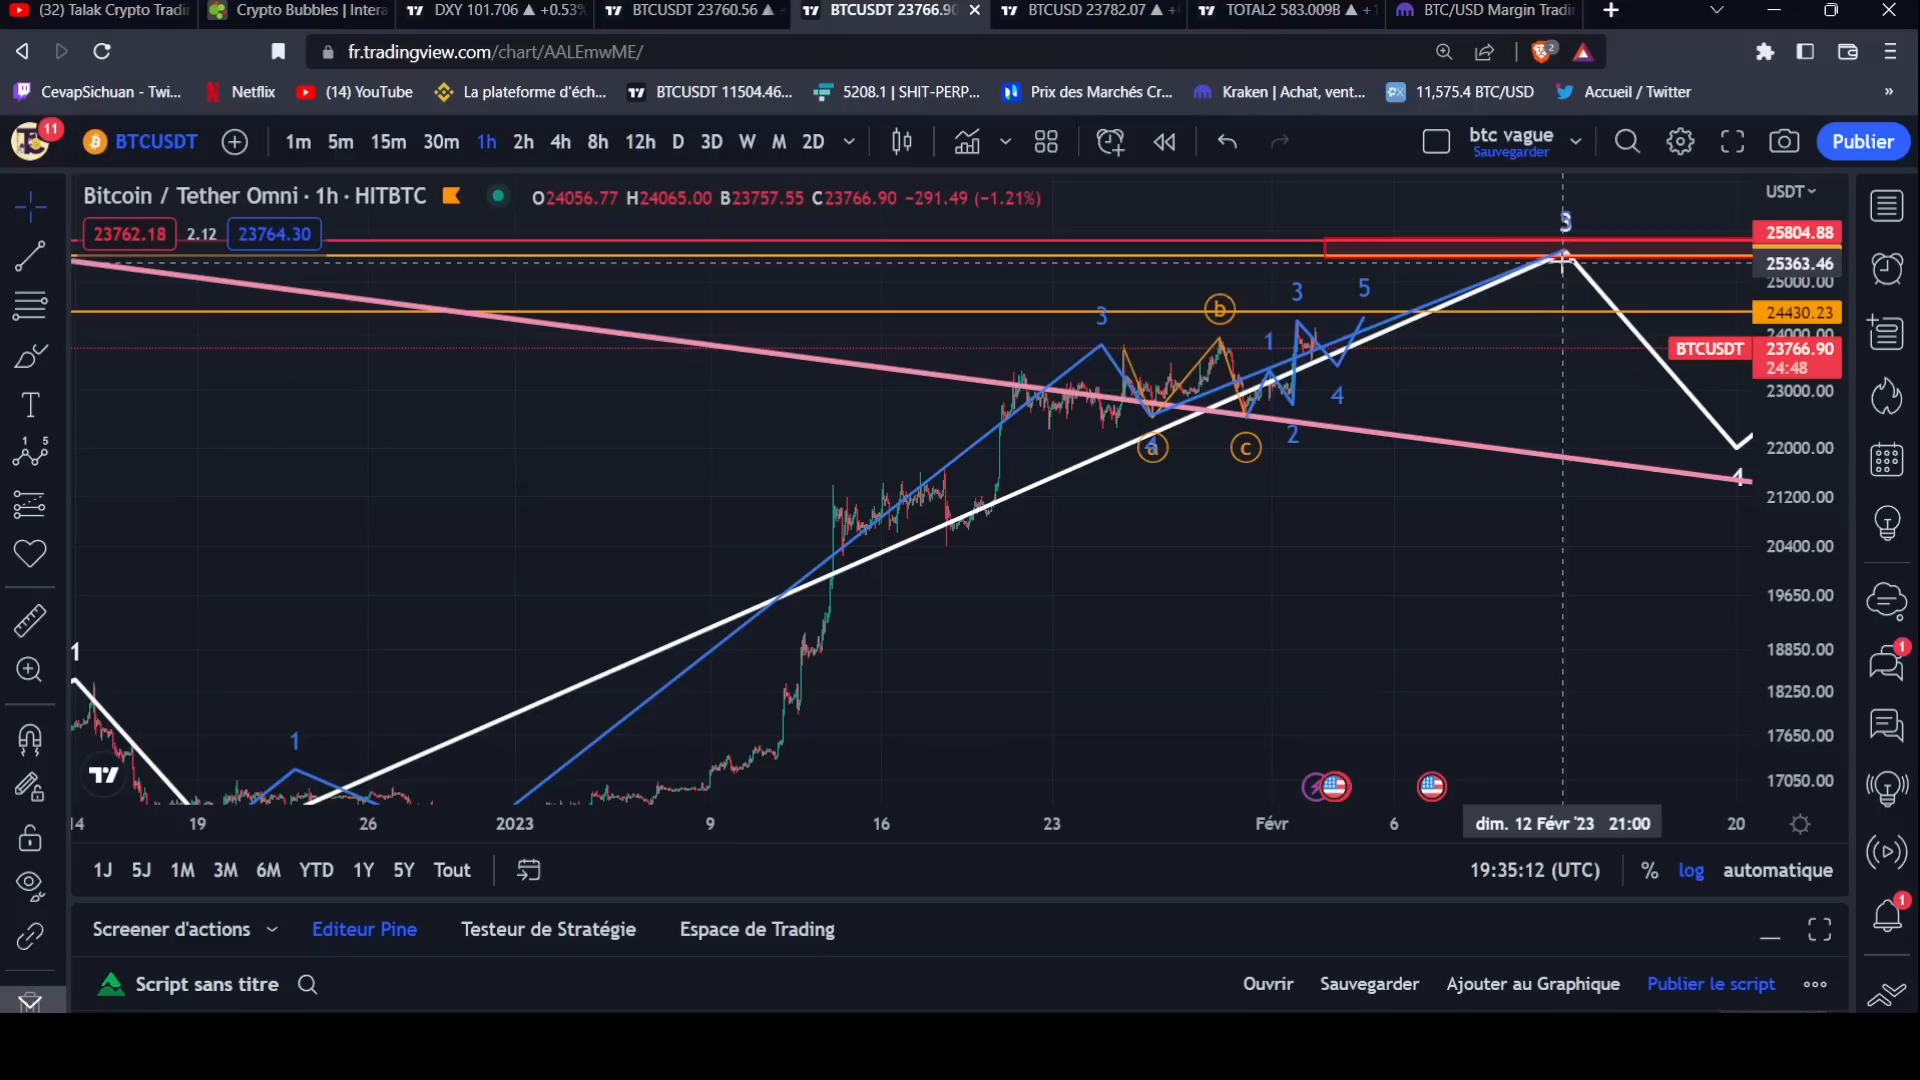 (32) Talak Crypto Tradi
Crypto Bubbles | Intera
DXY 101.706 ▲ +0.53%
BTCUSDT 23760.56 ▲
BTCUSDT 23766.90
BTCUSD 23782.07 ▲ +
TOTAL2 583.009B ▲ +
BTC/USD Margin Tradi
fr.tradingview.com/chart/AALEmwME/
2
CevapSichuan - Twi...
Netflix
(14) YouTube
La plateforme d'éch...
BTCUSDT 11504.46...
5208.1 | SHIT-PERP...
Prix des Marchés Cr...
Kraken | Achat, vent...
11,575.4 BTC/USD
Accueil / Twitter
»
11
BTCUSDT
1m 5m 15m 30m 1h 2h 4h 8h 12h D 3D W M 2D
btc vague
Sauvegarder
Publier
Bitcoin / Tether Omni · 1h · HITBTC
O24056.77 H24065.00 B23757.55 C23766.90 −291.49 (−1.21%)
USDT
23762.18 2.12 23764.30
25804.88
25363.46
25000.00
24430.23
24000.00
BTCUSDT 23766.90
24:48
23000.00
22000.00
21200.00
20400.00
19650.00
18850.00
18250.00
17650.00
17050.00
3
b
3
5
3
1
4
2
a
c
4
1
1
14 19 26 2023 9 16 23 Févr 6 dim. 12 Févr '23 21:00 20
1J 5J 1M 3M 6M YTD 1Y 5Y Tout
19:35:12 (UTC) % log automatique
Screener d'actions Editeur Pine Testeur de Stratégie Espace de Trading
Script sans titre
Ouvrir Sauvegarder Ajouter au Graphique Publier le script
1
1